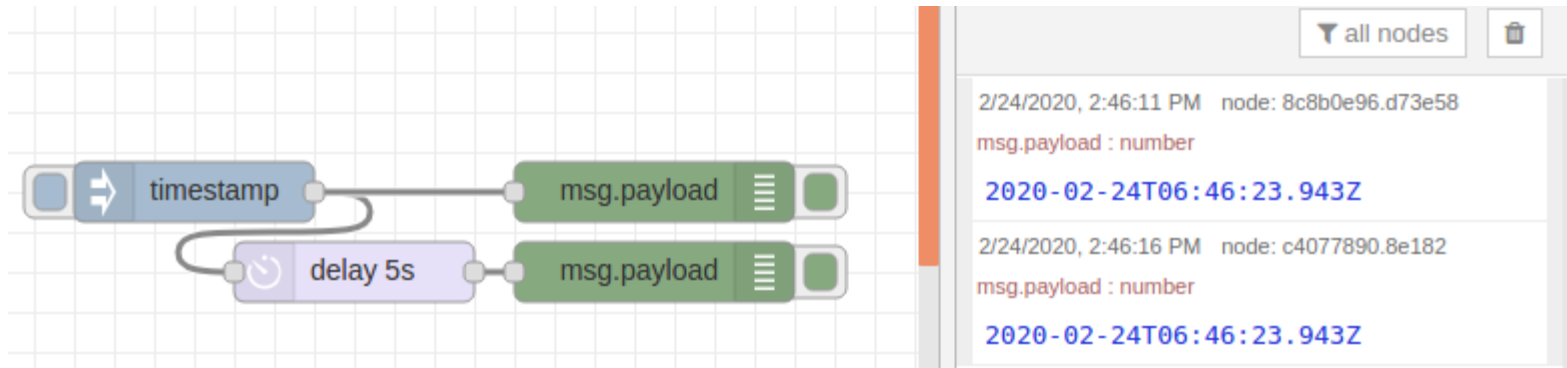 all nodes
timestamp
msg.payload
delay 5s
msg.payload
2/24/2020, 2:46:11 PM node: 8c8b0e96.d73e58
msg.payload : number
2020-02-24T06:46:23.943Z
2/24/2020, 2:46:16 PM node: c4077890.8e182
msg.payload : number
2020-02-24T06:46:23.943Z